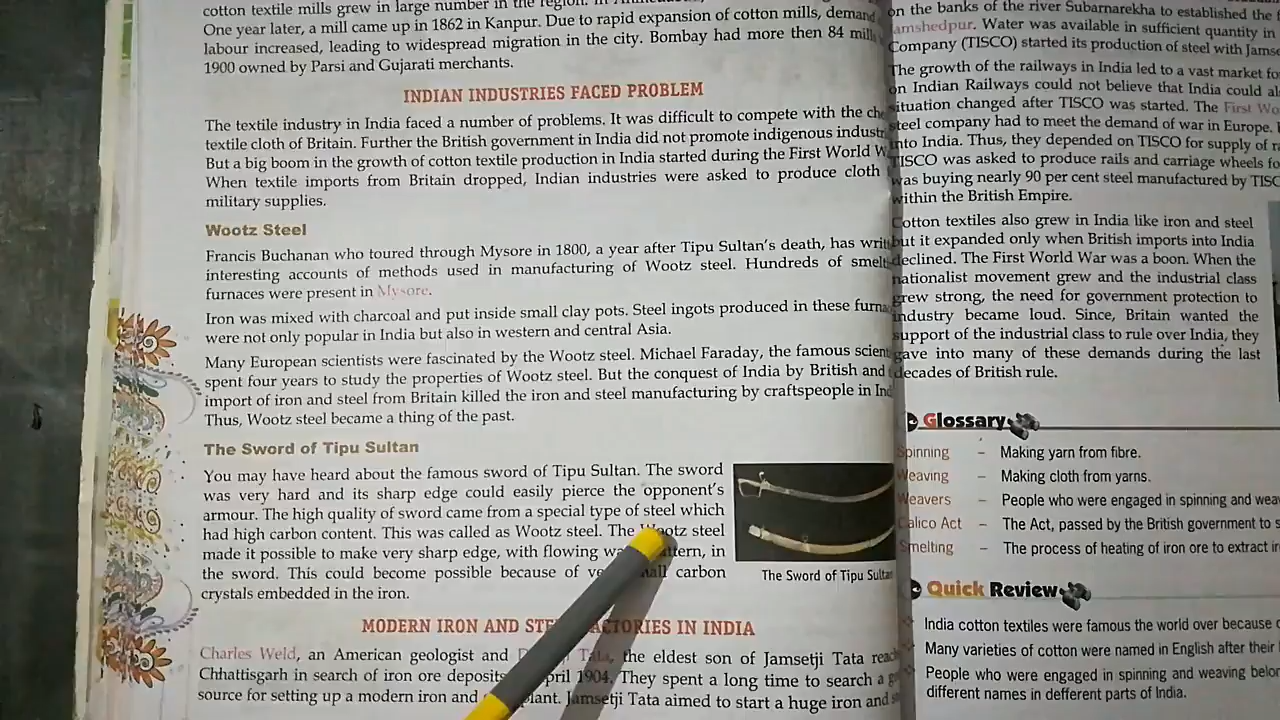 cotton textile mills grew in large number in the region. In
One year later, a mill came up in 1862 in Kanpur. Due to rapid expansion of cotton mills, demand
labour increased, leading to widespread migration in the city. Bombay had more then 84 mills
1900 owned by Parsi and Gujarati merchants.
INDIAN INDUSTRIES FACED PROBLEM
The textile industry in India faced a number of problems. It was difficult to compete with the
textile cloth of Britain. Further the British government in India did not promote indigenous
But a big boom in the growth of cotton textile production in India started during the First World
When textile imports from Britain dropped, Indian industries were asked to produce cloth
military supplies.
Wootz Steel
Francis Buchanan who toured through Mysore in 1800, a year after Tipu Sultan's death, has
interesting accounts of methods used in manufacturing of Wootz steel. Hundreds of
furnaces were present in Mysore.
Iron was mixed with charcoal and put inside small clay pots. Steel ingots produced in these
were not only popular in India but also in western and central Asia.
Many European scientists were fascinated by the Wootz steel. Michael Faraday, the famous
spent four years to study the properties of Wootz steel. But the conquest of India by British and
import of iron and steel from Britain killed the iron and steel manufacturing by craftspeople in
Thus, Wootz steel became a thing of the past.
The Sword of Tipu Sultan
You may have heard about the famous sword of Tipu Sultan. The sword
was very hard and its sharp edge could easily pierce the opponent's
armour. The high quality of sword came from a special type of steel which
had high carbon content. This was called as Wootz steel. The Wootz steel
made it possible to make very sharp edge, with flowing in
the sword. This could become possible because of carbon
crystals embedded in the iron.
The Sword of Tipu Sultan
MODERN IRON AND FACTORIES IN INDIA
Charles Weld, an American geologist and Tata, the eldest son of Jamsetji Tata
Chhattisgarh in search of iron ore deposits April 1904. They spent a long time to search a
source for setting up a modern iron and plant. Jamsetji Tata aimed to start a huge iron and
on the banks of the river Subarnarekha to established the
Jamshedpur. Water was available in sufficient quantity in
Company (TISCO) started its production of steel with
The growth of the railways in India led to a vast market
on Indian Railways could not believe that India could
situation changed after TISCO was started. The First
steel company had to meet the demand of war in Europe.
into India. Thus, they depended on TISCO for supply of
TISCO was asked to produce rails and carriage wheels
was buying nearly 90 per cent steel manufactured by
within the British Empire.
Cotton textiles also grew in India like iron and steel
but it expanded only when British imports into India
declined. The First World War was a boon. When the
nationalist movement grew and the industrial class
grew strong, the need for government protection to
industry became loud. Since, Britain wanted the
support of the industrial class to rule over India, they
gave into many of these demands during the last
decades of British rule.
Glossary
Spinning – Making yarn from fibre.
Weaving – Making cloth from yarns.
Weavers – People who were engaged in spinning and
Calico Act – The Act, passed by the British government to
Smelting – The process of heating of iron ore to extract
Quick Review
India cotton textiles were famous the world over because
Many varieties of cotton were named in English after their
People who were engaged in spinning and weaving
different names in defferent parts of India.